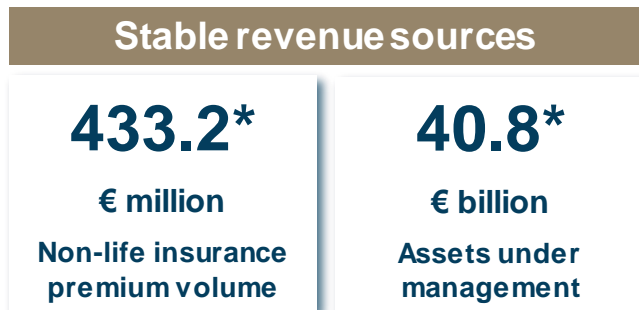 Stable revenue sources
433.2*
€ million
Non-life insurance
premium volume
40.8*
€ billion
Assets under
management